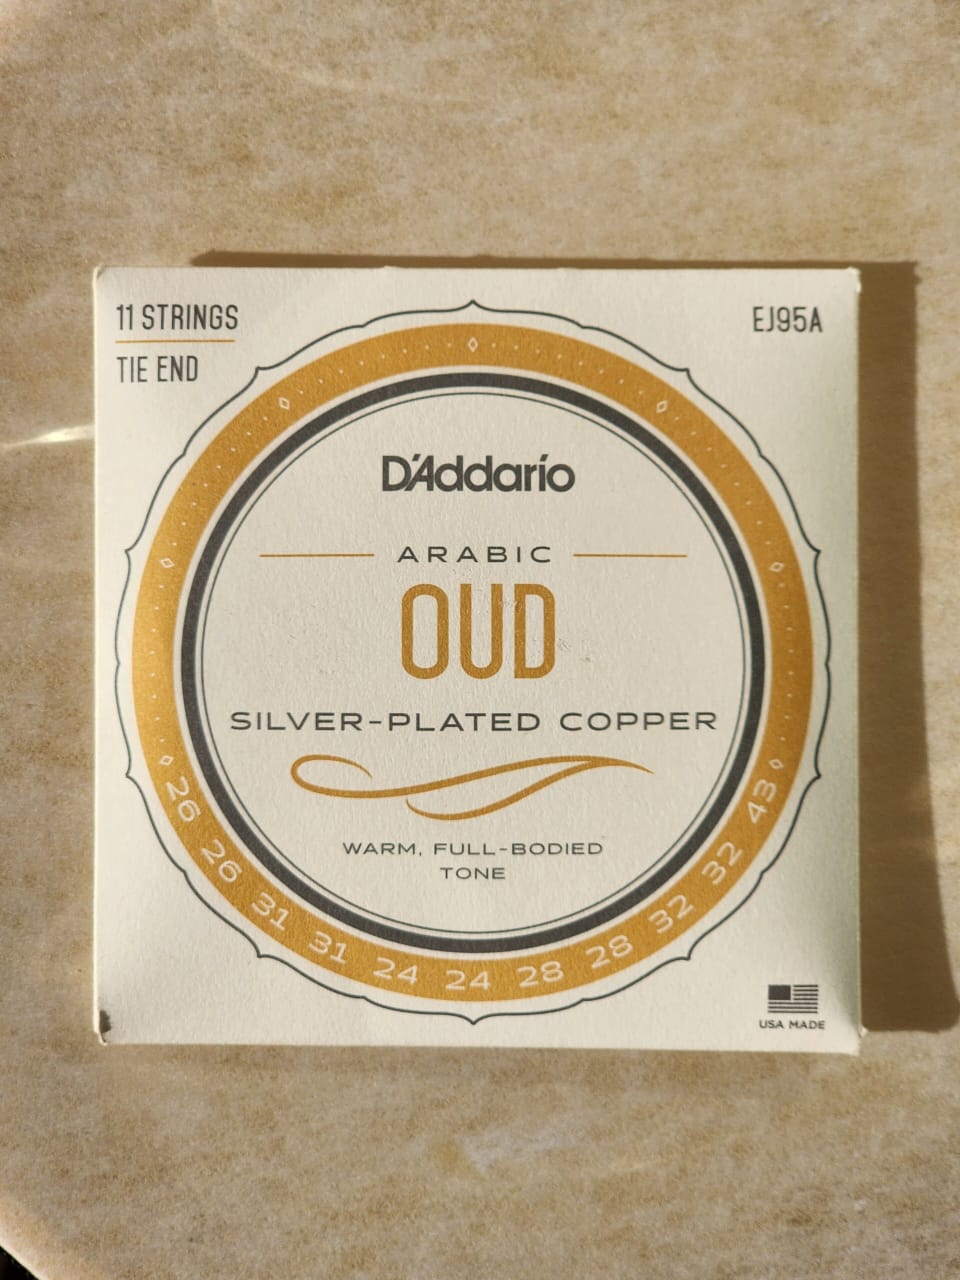 11 STRINGS
TIE END
EJ95A
D'Addario
ARABIC
OUD
SILVER-PLATED COPPER
WARM, FULL-BODIED
TONE
26 26 31 31 24 24 28 28 32 32 43
USA MADE